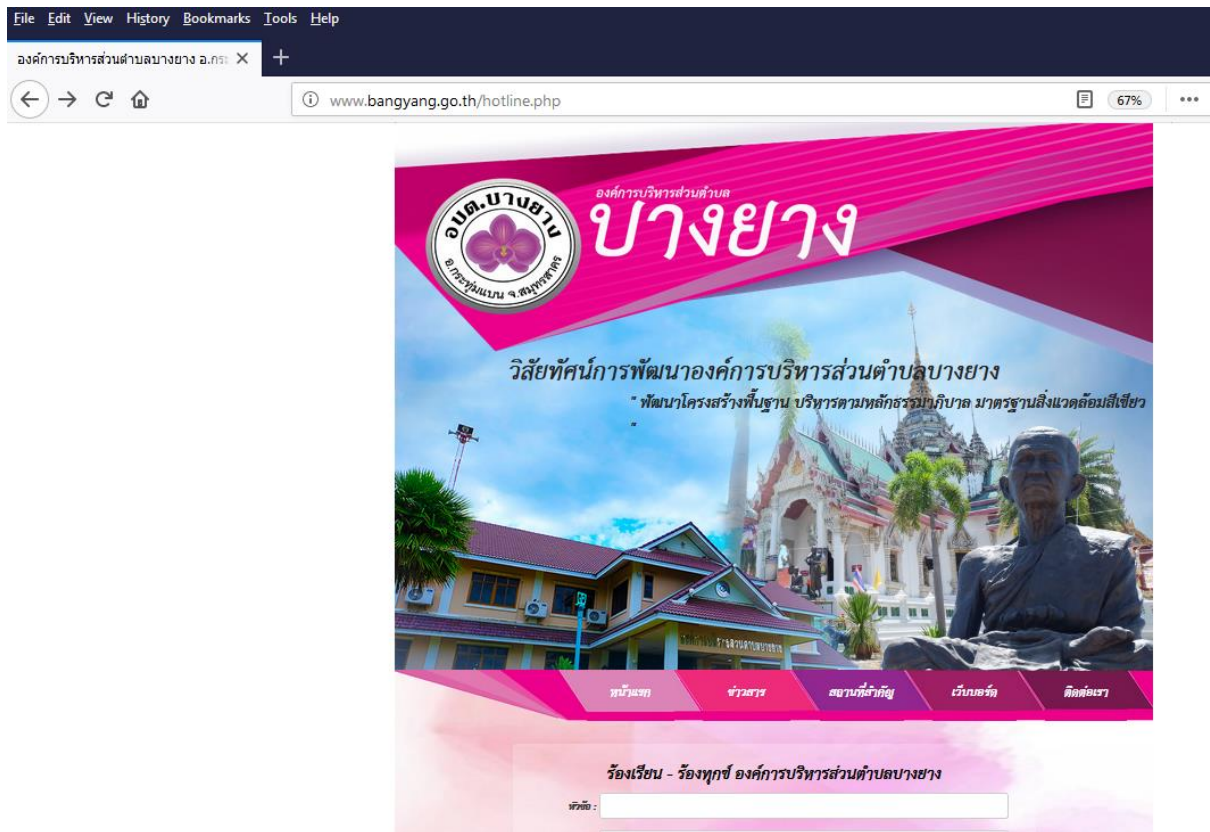 File Edit View History Bookmarks Tools Help
องค์การบริหารส่วนตำบลบางยาง อ.กระ
www.bangyang.go.th/hotline.php
67%
องค์การบริหารส่วนตำบล
บางยาง
อบต.บางยาง
อ.กระทุ่มแบน จ.สมุทรสาคร
วิสัยทัศน์การพัฒนาองค์การบริหารส่วนตำบลบางยาง
" พัฒนาโครงสร้างพื้นฐาน บริหารตามหลักธรรมาภิบาล มาตรฐานสิ่งแวดล้อมสีเขียว
"
หน้าแรก ข่าวสาร สถานที่สำคัญ เว็บบอร์ด ติดต่อเรา
ร้องเรียน - ร้องทุกข์ องค์การบริหารส่วนตำบลบางยาง
หัวข้อ :